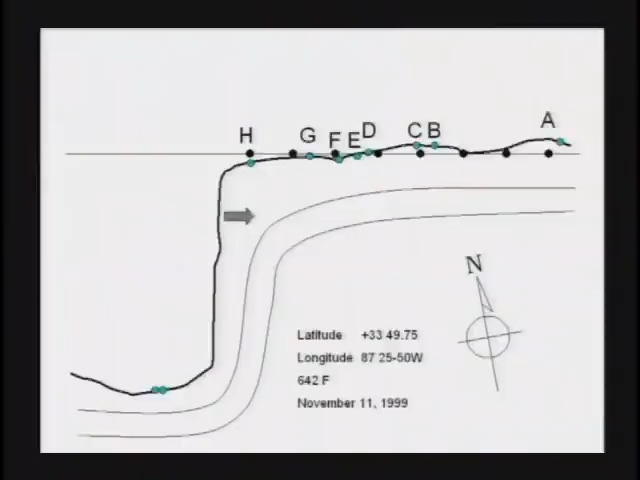 A
H G F E D C B
N
Latitude +33 49.75
Longitude 87 25-50W
642 F
November 11, 1999